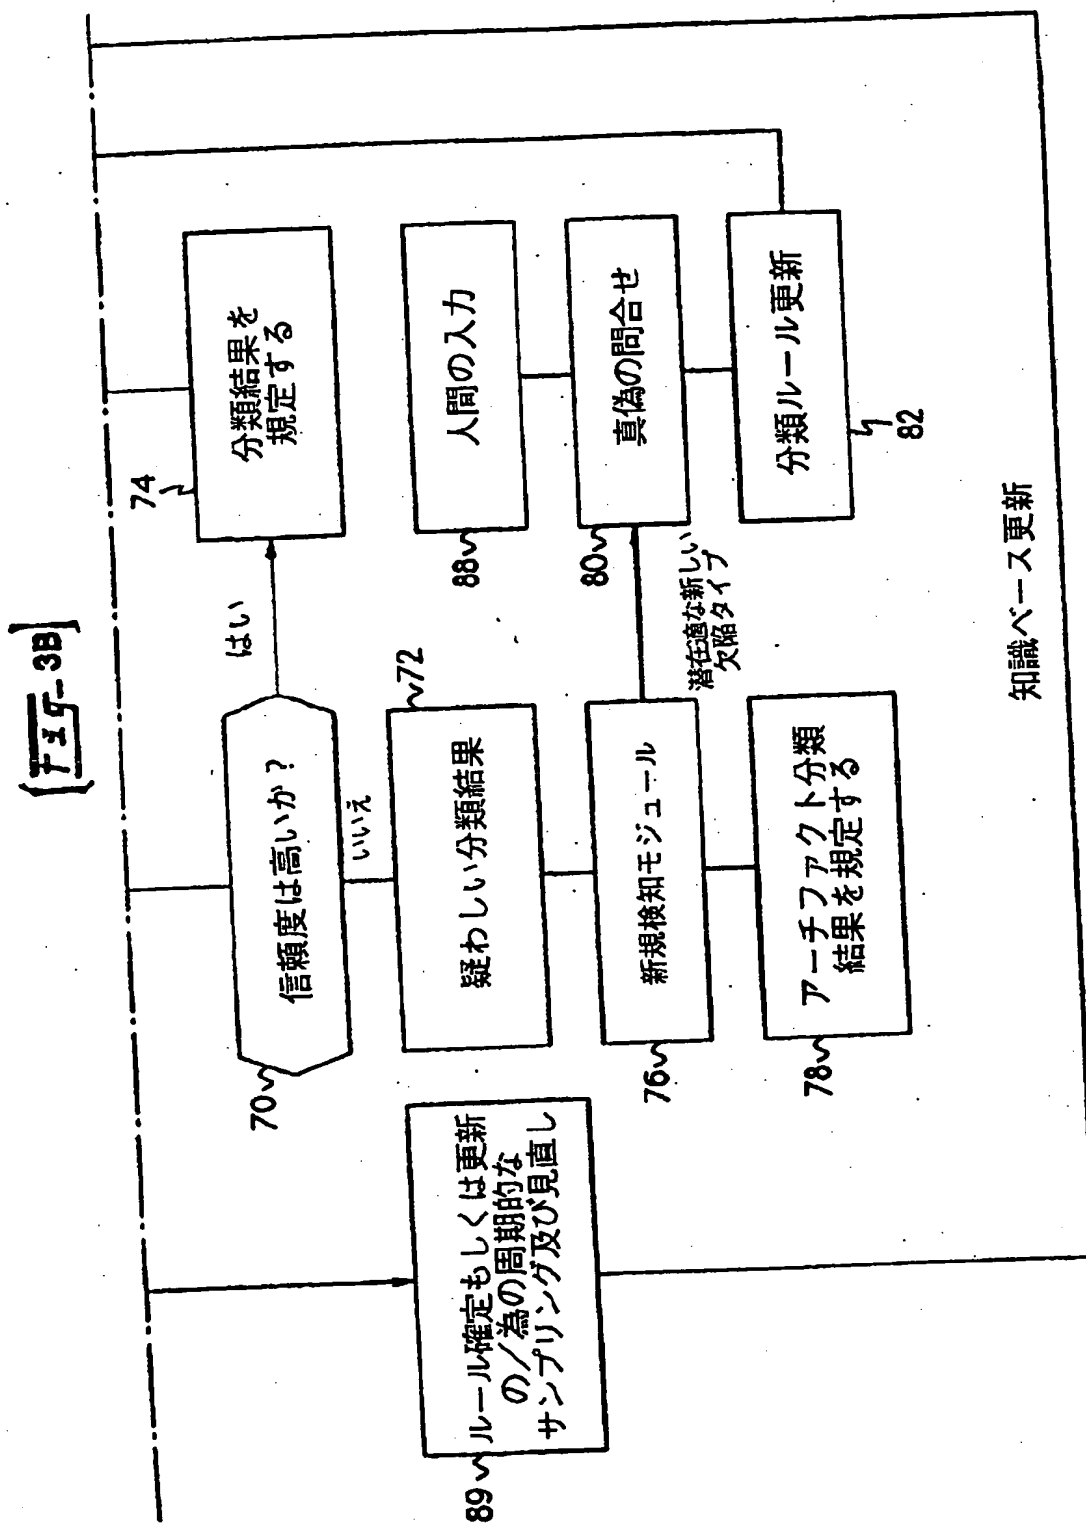 [Fig-3B]
89
ルール確定もしくは更新
の/為の周期的な
サンプリング及び見直し
70
信頼度は高いか?
はい
74
分類結果を
規定する
いいえ
72
疑わしい分類結果
88
人間の入力
76
新規検知モジュール
潜在適な新しい
欠陥タイプ
80
真偽の問合せ
78
アーチファクト分類
結果を規定する
分類ルール更新
82
知識ベース更新